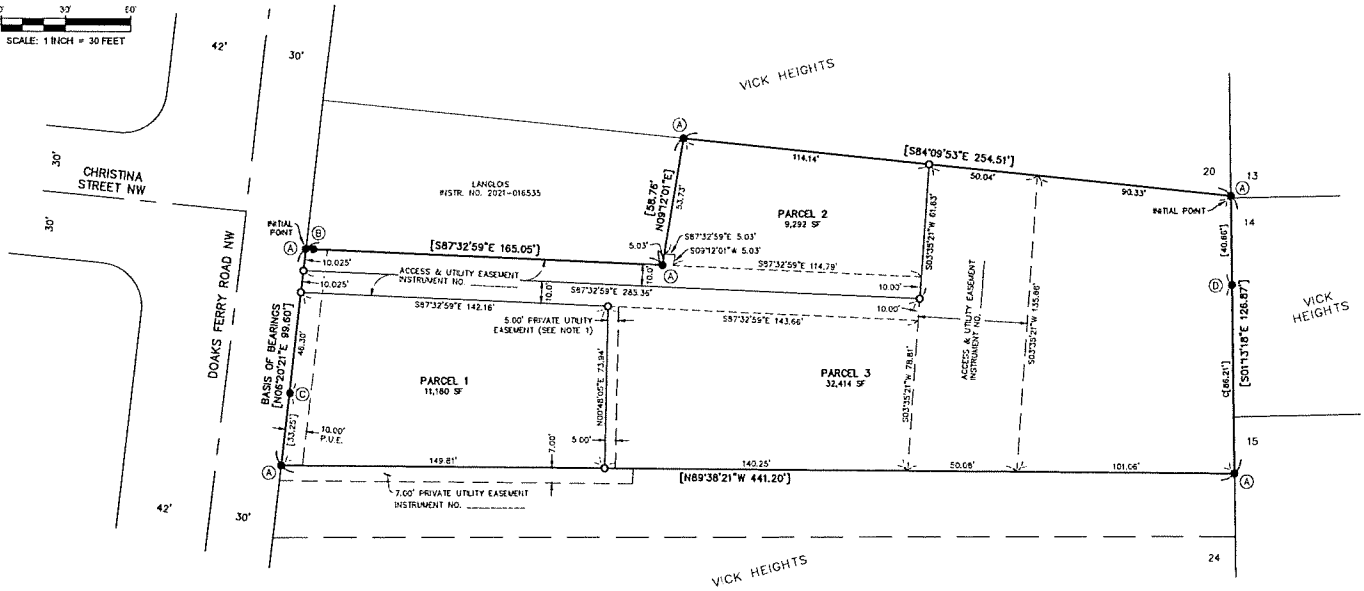 0' 30' 60'
SCALE: 1 INCH = 30 FEET
42'
30'
VICK HEIGHTS
30'
CHRISTINA
STREET NW
30'
DOAKS FERRY ROAD NW
LANGLOIS
INSTR. NO. 2021-016535
A
114.14'
[S84°09'53"E 254.51']
50.04'
90.33'
20
13
A
INITIAL POINT
14
[58.76'
N09°12'01"E]
53.73'
PARCEL 2
9,292 SF
S03°35'21"W 61.63'
INITIAL
POINT
A
B
[S87°32'59"E 165.05']
5.03'
S87°32'59"E 5.03'
S09°12'01"W 5.03'
A
S87°32'59"E 114.79'
10.025'
10.025'
ACCESS & UTILITY EASEMENT
INSTRUMENT NO.
10.0'
10.0'
S87°32'59"E 285.36'
10.00'
10.00'
S87°32'59"E 142.16'
5.00' PRIVATE UTILITY
EASEMENT (SEE NOTE 1)
S87°32'59"E 143.66'
ACCESS & UTILITY EASEMENT
INSTRUMENT NO.
S03°35'21"W 135.86'
[40.66']
D
VICK
HEIGHTS
[S01°13'18"E 126.87']
C[86.21']
BASIS OF BEARINGS
[N06°20'21"E 99.60']
46.30'
C
[33.25']
10.00'
P.U.E.
PARCEL 1
11,180 SF
N00°48'05"E 73.94'
PARCEL 3
32,414 SF
S03°35'21"W 78.81'
5.00'
7.00'
15
A
149.81'
140.25'
50.08'
101.06'
[N89°38'21"W 441.20']
A
7.00' PRIVATE UTILITY EASEMENT
INSTRUMENT NO.
42'
30'
VICK HEIGHTS
24